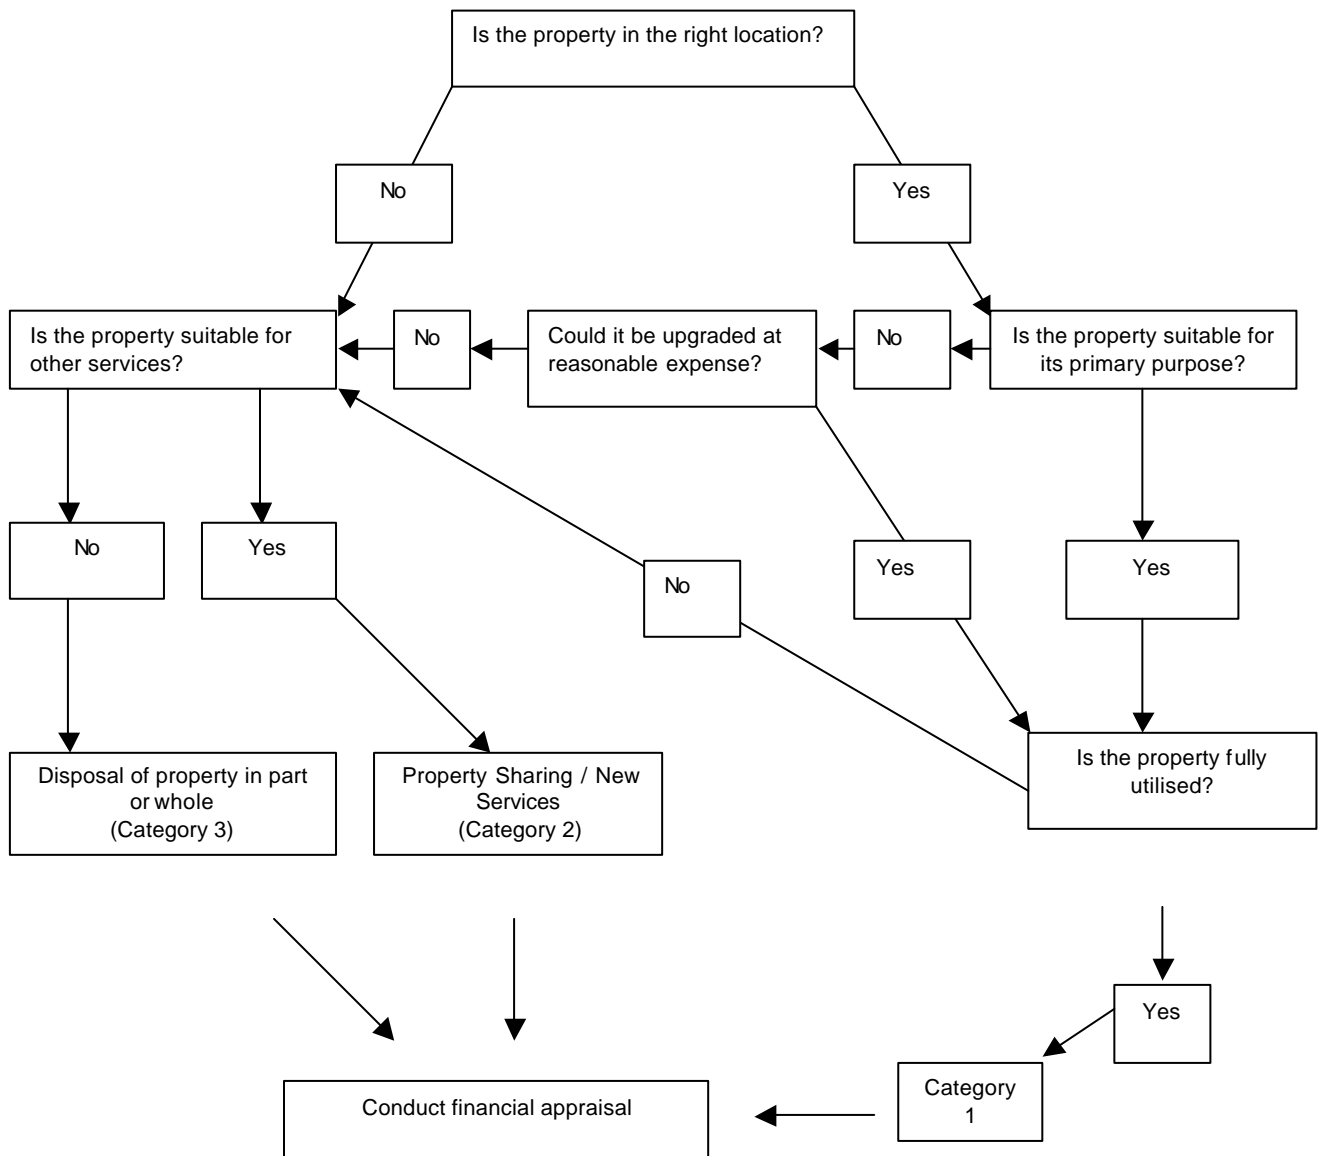 Is the property in the right location?
No
Yes
Is the property suitable for
other services?
No
Could it be upgraded at
reasonable expense?
No
Is the property suitable for
its primary purpose?
No
Yes
No
Yes
Yes
Disposal of property in part
or whole
(Category 3)
Property Sharing / New
Services
(Category 2)
Is the property fully
utilised?
Yes
Category
1
Conduct financial appraisal